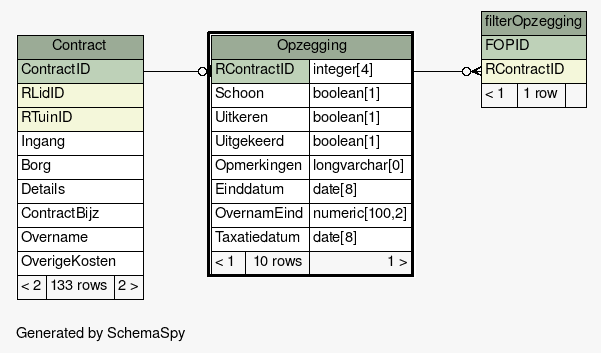 Contract
ContractID
RLidID
RTuinID
Ingang
Borg
Details
ContractBijz
Overname
OverigeKosten
< 2 133 rows 2 >
Opzegging
RContractID integer[4]
Schoon boolean[1]
Uitkeren boolean[1]
Uitgekeerd boolean[1]
Opmerkingen longvarchar[0]
Einddatum date[8]
OvernamEind numeric[100,2]
Taxatiedatum date[8]
< 1 10 rows 1 >
filterOpzegging
FOPID
RContractID
< 1 1 row
Generated by SchemaSpy